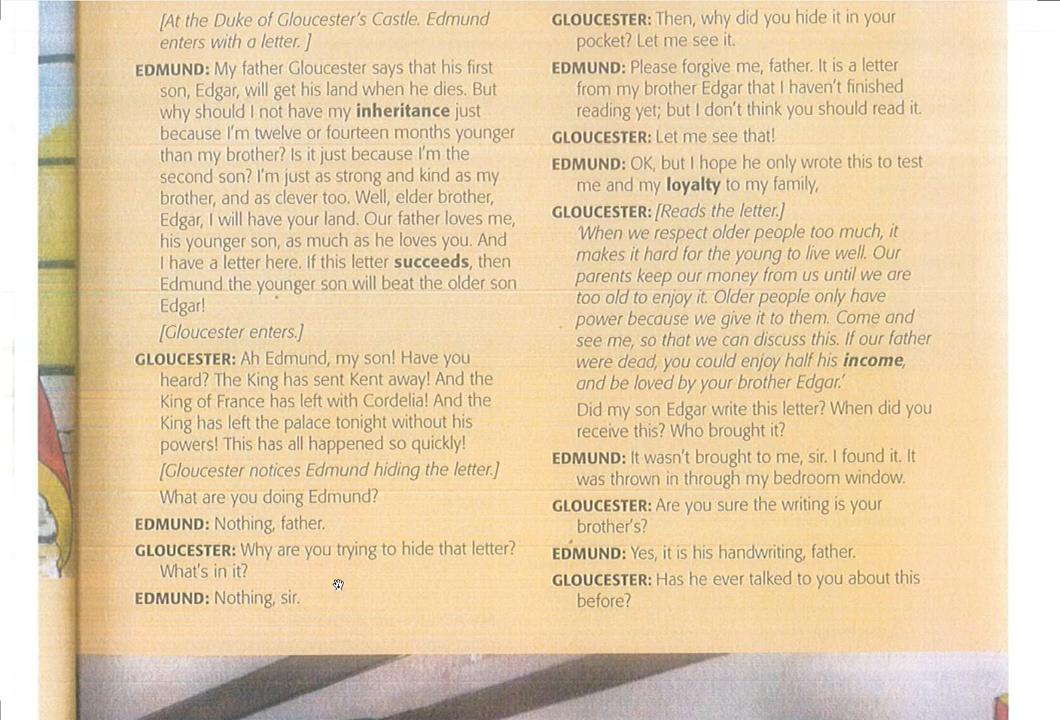 [At the Duke of Gloucester's Castle. Edmund
enters with a letter. ]
EDMUND: My father Gloucester says that his first
son, Edgar, will get his land when he dies. But
why should I not have my inheritance just
because I'm twelve or fourteen months younger
than my brother? Is it just because I'm the
second son? I'm just as strong and kind as my
brother, and as clever too. Well, elder brother,
Edgar, I will have your land. Our father loves me,
his younger son, as much as he loves you. And
I have a letter here. If this letter succeeds, then
Edmund the younger son will beat the older son
Edgar!
[Gloucester enters.]
GLOUCESTER: Ah Edmund, my son! Have you
heard? The King has sent Kent away! And the
King of France has left with Cordelia! And the
King has left the palace tonight without his
powers! This has all happened so quickly!
[Gloucester notices Edmund hiding the letter.]
What are you doing Edmund?
EDMUND: Nothing, father.
GLOUCESTER: Why are you trying to hide that letter?
What's in it?
EDMUND: Nothing, sir.
GLOUCESTER: Then, why did you hide it in your
pocket? Let me see it.
EDMUND: Please forgive me, father. It is a letter
from my brother Edgar that I haven't finished
reading yet; but I don't think you should read it.
GLOUCESTER: Let me see that!
EDMUND: OK, but I hope he only wrote this to test
me and my loyalty to my family,
GLOUCESTER: [Reads the letter.]
'When we respect older people too much, it
makes it hard for the young to live well. Our
parents keep our money from us until we are
too old to enjoy it. Older people only have
power because we give it to them. Come and
see me, so that we can discuss this. If our father
were dead, you could enjoy half his income,
and be loved by your brother Edgar.'
Did my son Edgar write this letter? When did you
receive this? Who brought it?
EDMUND: It wasn't brought to me, sir. I found it. It
was thrown in through my bedroom window.
GLOUCESTER: Are you sure the writing is your
brother's?
EDMUND: Yes, it is his handwriting, father.
GLOUCESTER: Has he ever talked to you about this
before?